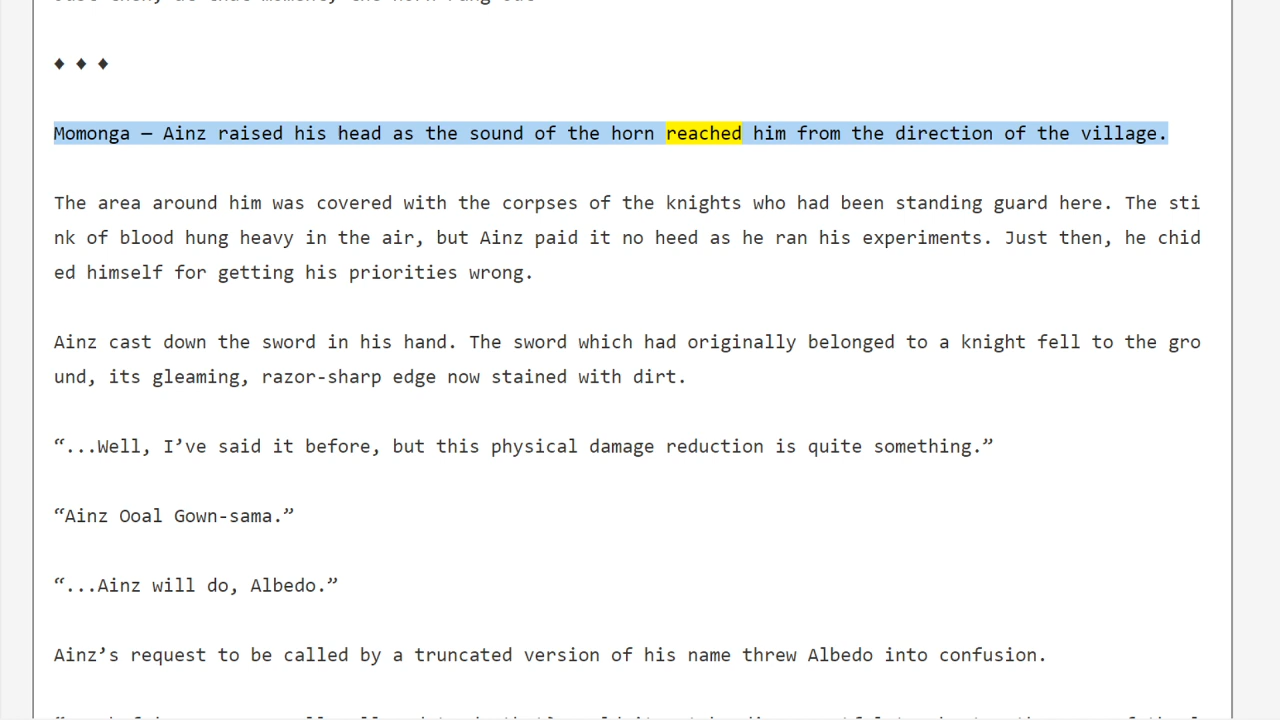 ♦ ♦ ♦
Momonga — Ainz raised his head as the sound of the horn reached him from the direction of the village.
The area around him was covered with the corpses of the knights who had been standing guard here. The sti
nk of blood hung heavy in the air, but Ainz paid it no heed as he ran his experiments. Just then, he chid
ed himself for getting his priorities wrong.
Ainz cast down the sword in his hand. The sword which had originally belonged to a knight fell to the gro
und, its gleaming, razor-sharp edge now stained with dirt.
“...Well, I’ve said it before, but this physical damage reduction is quite something.”
“Ainz Ooal Gown-sama.”
“...Ainz will do, Albedo.”
Ainz’s request to be called by a truncated version of his name threw Albedo into confusion.